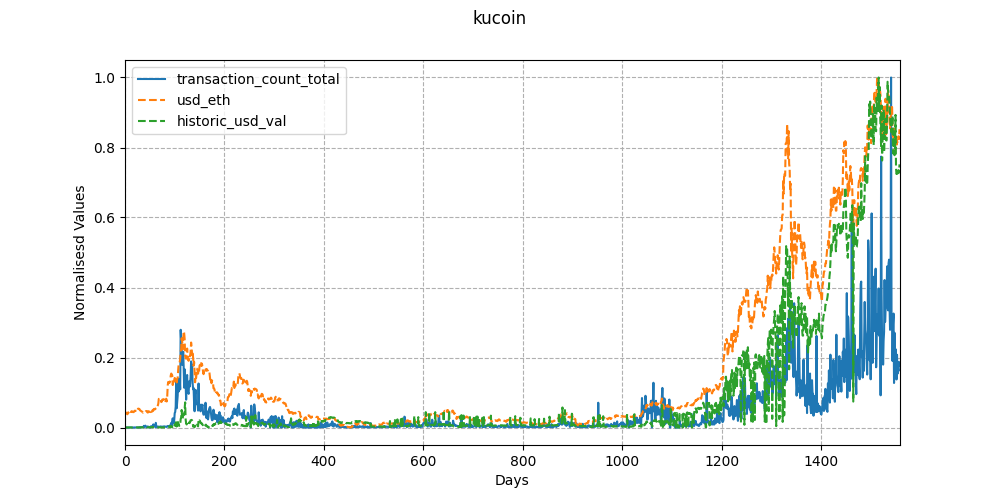 kucoin
transaction_count_total
usd_eth
historic_usd_val
Normalisesd Values
1.0
0.8
0.6
0.4
0.2
0.0
0 200 400 600 800 1000 1200 1400
Days